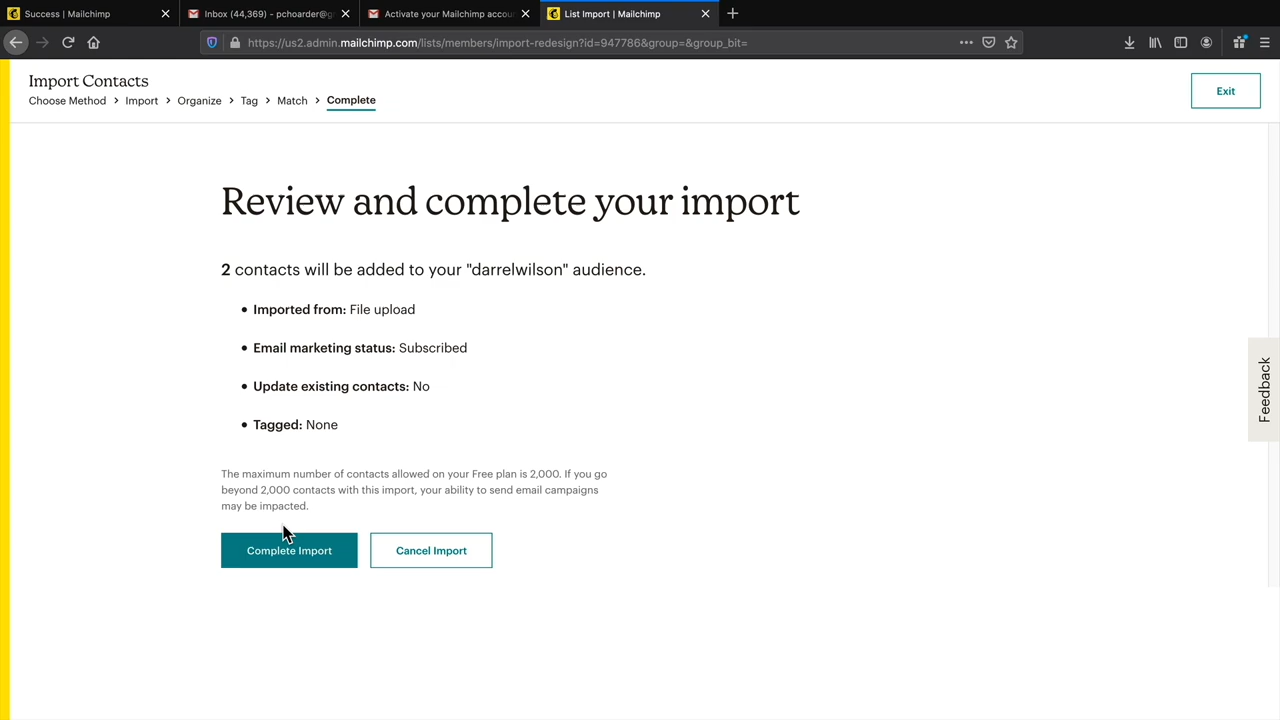 Success | Mailchimp
Inbox (44,369) - pchoarder@g
Activate your Mailchimp accou
List Import | Mailchimp
https://us2.admin.mailchimp.com/lists/members/import-redesign?id=947786&group=&group_bit=
Import Contacts
Choose Method > Import > Organize > Tag > Match > Complete
Exit
Review and complete your import
2 contacts will be added to your "darrelwilson" audience.
• Imported from: File upload
• Email marketing status: Subscribed
• Update existing contacts: No
• Tagged: None
Feedback
The maximum number of contacts allowed on your Free plan is 2,000. If you go
beyond 2,000 contacts with this import, your ability to send email campaigns
may be impacted.
Complete Import
Cancel Import